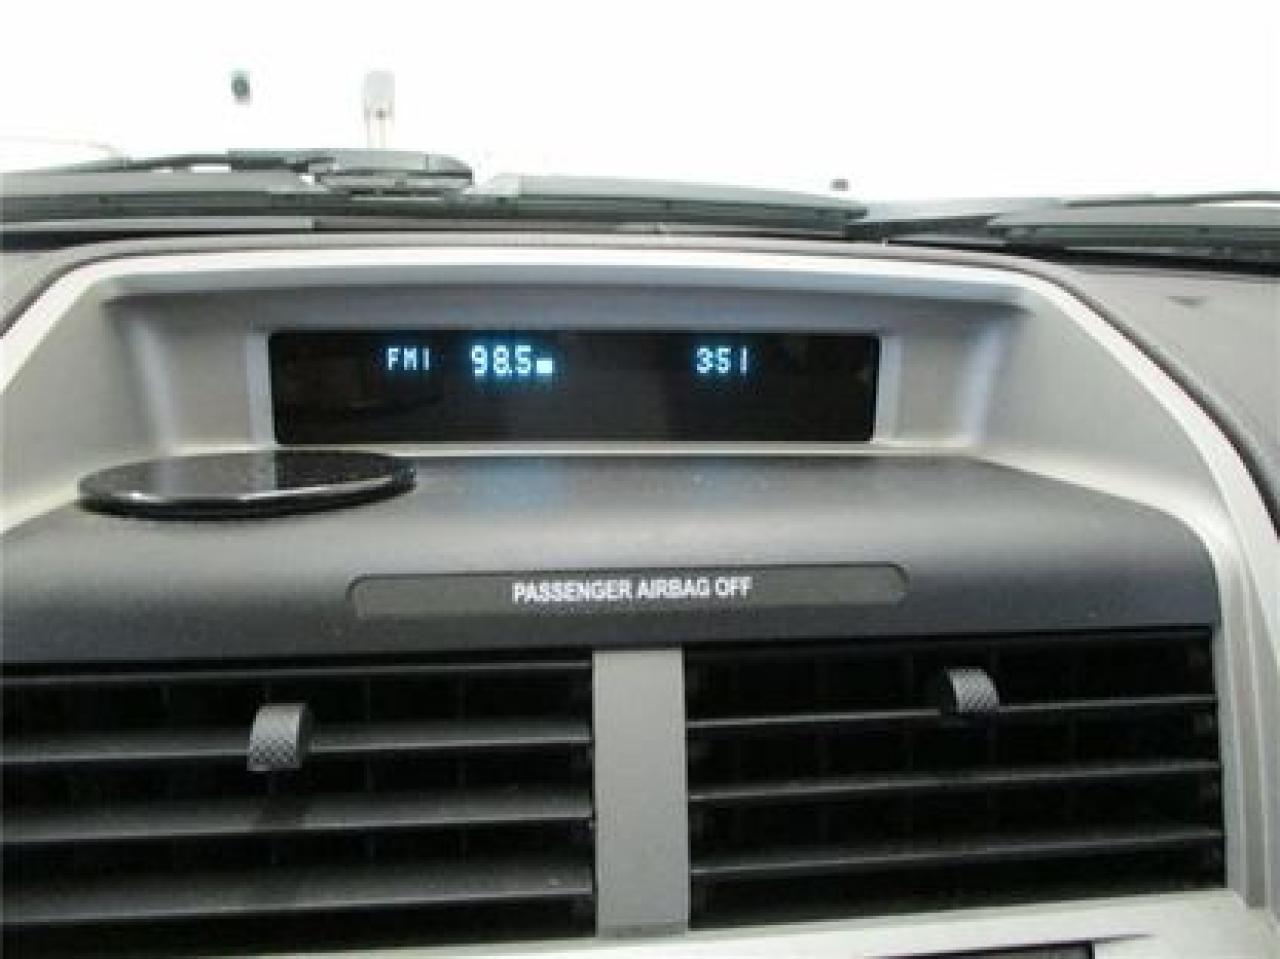 FM1 98.5 351
PASSENGER AIRBAG OFF